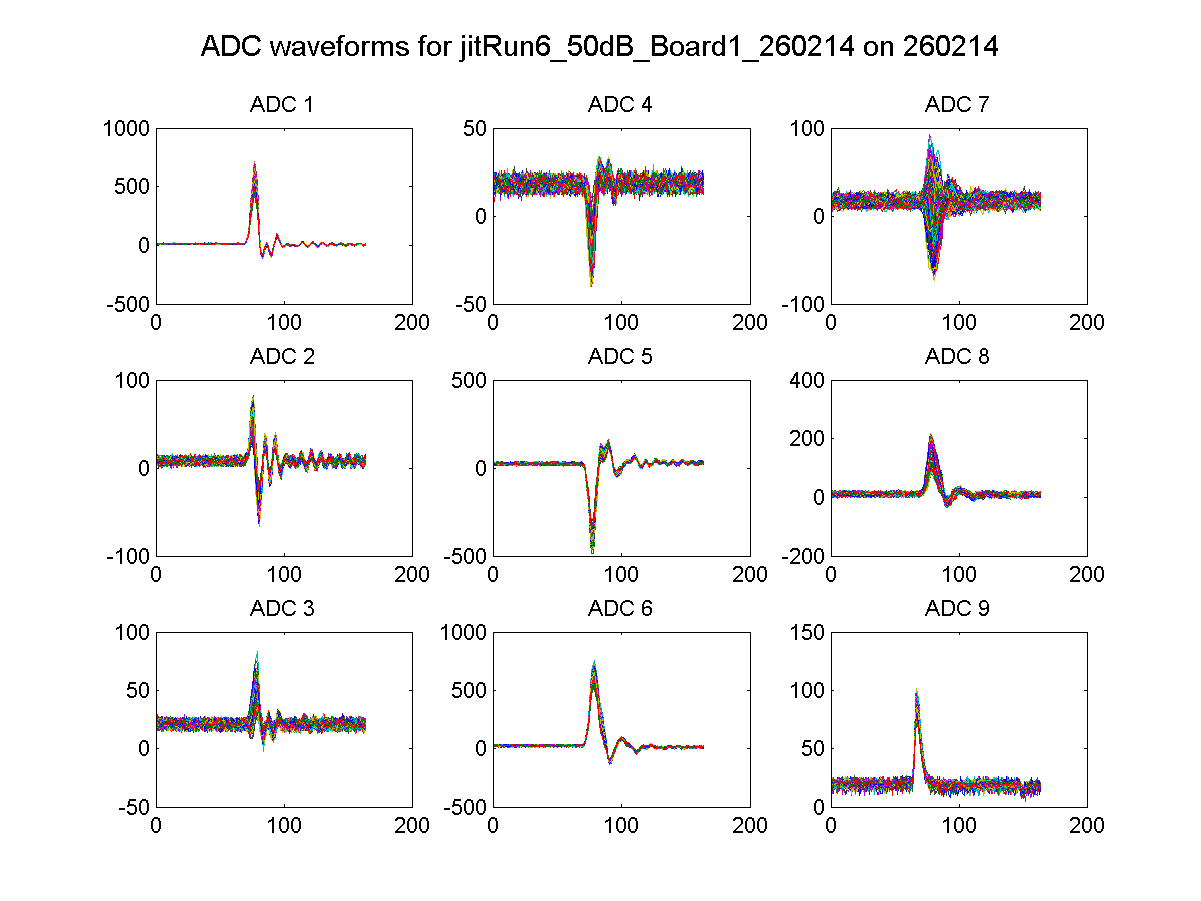 ADC waveforms for jitRun6_50dB_Board1_260214 on 260214
ADC 1
1000
500
0
-500
0 100 200
ADC 4
50
0
-50
0 100 200
ADC 7
100
0
-100
0 100 200
ADC 2
100
0
-100
0 100 200
ADC 5
500
0
-500
0 100 200
ADC 8
400
200
0
-200
0 100 200
ADC 3
100
50
0
-50
0 100 200
ADC 6
1000
500
0
-500
0 100 200
ADC 9
150
100
50
0
0 100 200